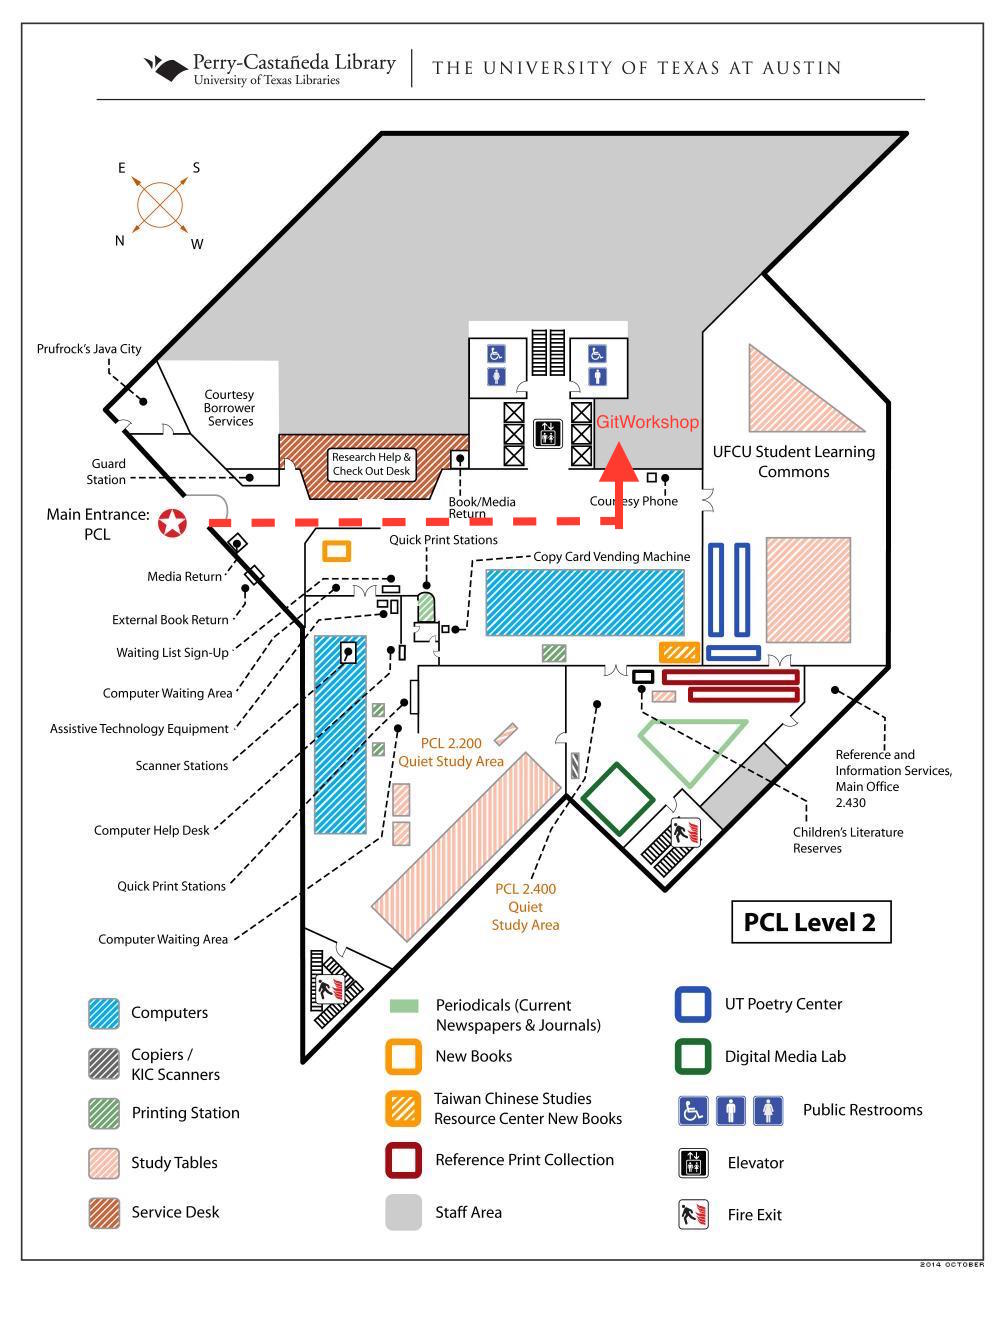 Perry-Castañeda Library
University of Texas Libraries
THE UNIVERSITY OF TEXAS AT AUSTIN
E
S
N
W
Prufrock's Java City
Courtesy
Borrower
Services
Guard
Station
Research Help &
Check Out Desk
Book/Media
Return
GitWorkshop
Courtesy Phone
UFCU Student Learning
Commons
Main Entrance:
PCL
Quick Print Stations
Copy Card Vending Machine
Media Return
External Book Return
Waiting List Sign-Up
Computer Waiting Area
Assistive Technology Equipment
Scanner Stations
Computer Help Desk
Quick Print Stations
Computer Waiting Area
PCL 2.200
Quiet Study Area
PCL 2.400
Quiet
Study Area
Reference and
Information Services,
Main Office
2.430
Children's Literature
Reserves
PCL Level 2
Computers
Copiers /
KIC Scanners
Printing Station
Study Tables
Service Desk
Periodicals (Current
Newspapers & Journals)
New Books
Taiwan Chinese Studies
Resource Center New Books
Reference Print Collection
Staff Area
UT Poetry Center
Digital Media Lab
Public Restrooms
Elevator
Fire Exit
2014 OCTOBER